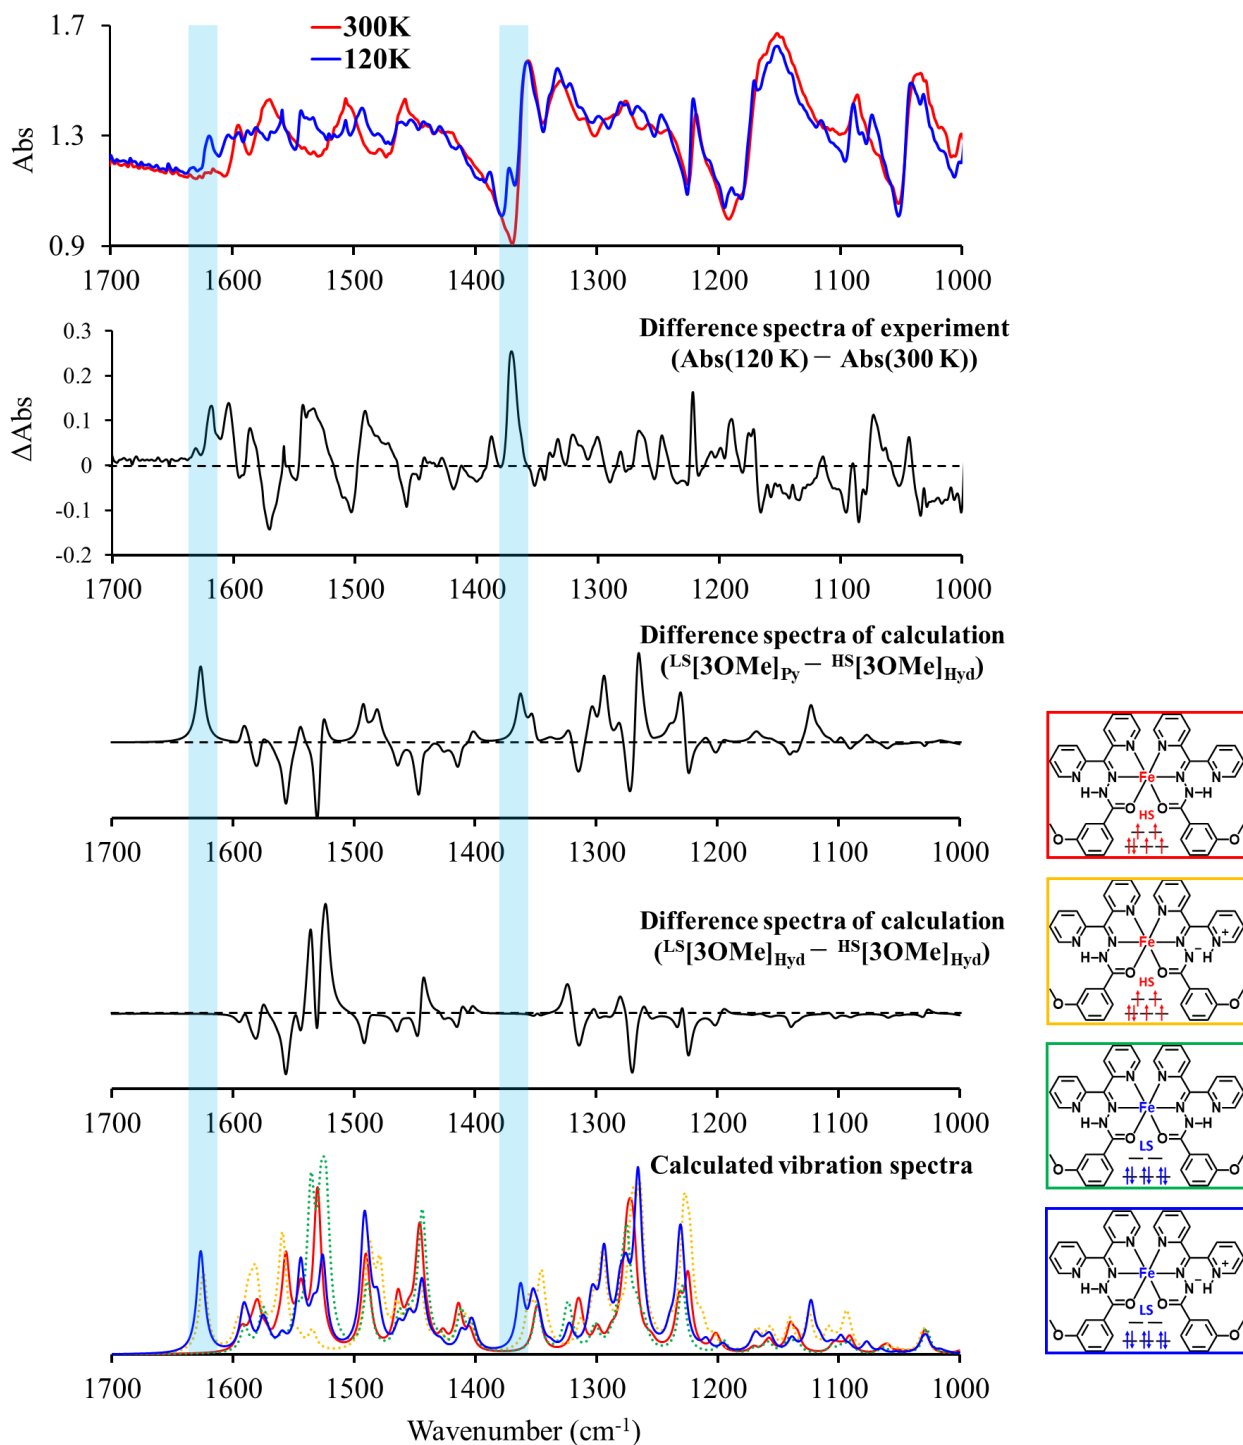 300K
120K
1.7
1.3
0.9
Abs
1700 1600 1500 1400 1300 1200 1100 1000
Difference spectra of experiment
(Abs(120 K) − Abs(300 K))
0.3
0.2
0.1
0
-0.1
-0.2
ΔAbs
1700 1600 1500 1400 1300 1200 1100 1000
Difference spectra of calculation
(LS[3OMe]Py − HS[3OMe]Hyd)
1700 1600 1500 1400 1300 1200 1100 1000
Difference spectra of calculation
(LS[3OMe]Hyd − HS[3OMe]Hyd)
1700 1600 1500 1400 1300 1200 1100 1000
Calculated vibration spectra
1700 1600 1500 1400 1300 1200 1100 1000
Wavenumber (cm-1)
N N
N N Fe N N
H-N N-H
O O
HS
O O
N N
N N Fe N N+
H-N N− H
O O
HS
O O
N N
N N Fe N N
H-N N-H
O O
LS
O O
N N
N N Fe N N+
H-N N− H
O O
LS
O O